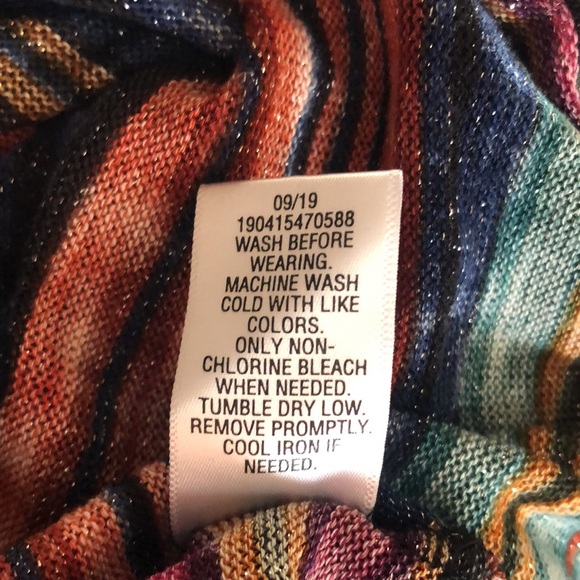 09/19
190415470588
WASH BEFORE
WEARING.
MACHINE WASH
COLD WITH LIKE
COLORS.
ONLY NON-
CHLORINE BLEACH
WHEN NEEDED.
TUMBLE DRY LOW.
REMOVE PROMPTLY.
COOL IRON IF
NEEDED.